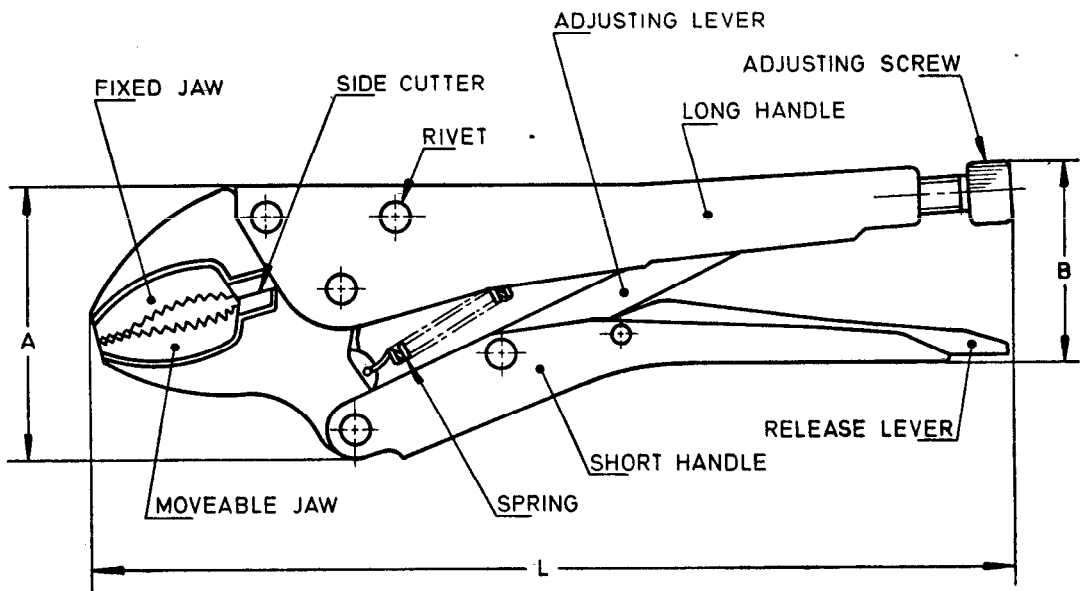 ADJUSTING LEVER
ADJUSTING SCREW
FIXED JAW
SIDE CUTTER
LONG HANDLE
RIVET
A
B
RELEASE LEVER
SHORT HANDLE
MOVEABLE JAW
SPRING
L